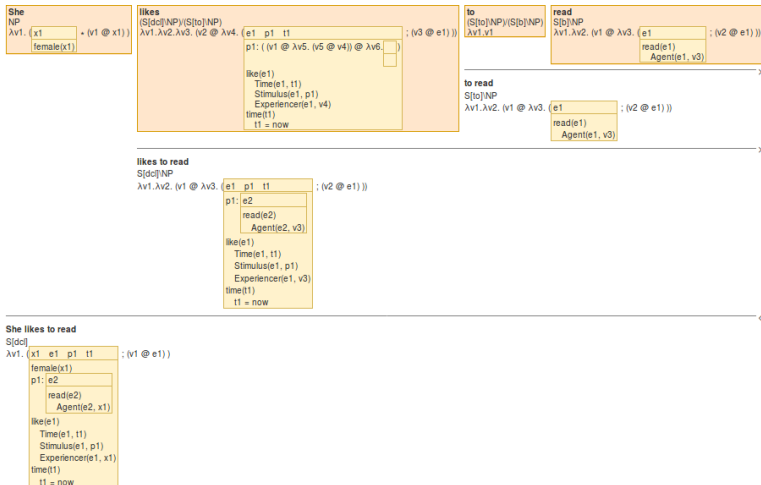 She
NP
λv1. ( x1 * (v1 @ x1) )
female(x1)
likes
(S[dcl]\NP)/(S[to]\NP)
λv1.λv2.λv3. (v2 @ λv4. ( e1 p1 t1 ; (v3 @ e1) ))
p1: ( (v1 @ λv5. (v5 @ v4)) @ λv6. )
like(e1)
Time(e1, t1)
Stimulus(e1, p1)
Experiencer(e1, v4)
time(t1)
t1 = now
to
(S[to]\NP)/(S[b]\NP)
λv1.v1
read
S[b]\NP
λv1.λv2. (v1 @ λv3. ( e1 ; (v2 @ e1) ))
read(e1)
Agent(e1, v3)
to read
S[to]\NP
λv1.λv2. (v1 @ λv3. ( e1 ; (v2 @ e1) ))
read(e1)
Agent(e1, v3)
likes to read
S[dcl]\NP
λv1.λv2. (v1 @ λv3. ( e1 p1 t1 ; (v2 @ e1) ))
p1: e2
read(e2)
Agent(e2, v3)
like(e1)
Time(e1, t1)
Stimulus(e1, p1)
Experiencer(e1, v3)
time(t1)
t1 = now
She likes to read
S[dcl]
λv1. ( x1 e1 p1 t1 ; (v1 @ e1) )
female(x1)
p1: e2
read(e2)
Agent(e2, x1)
like(e1)
Time(e1, t1)
Stimulus(e1, p1)
Experiencer(e1, x1)
time(t1)
t1 = now